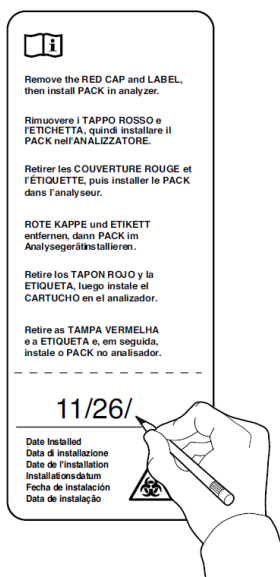 Remove the RED CAP and LABEL,
then install PACK in analyzer.
Rimuovere i TAPPO ROSSO e
l'ETICHETTA, quindi installare il
PACK nell'ANALIZZATORE.
Retirer les COUVERTURE ROUGE et
l'ÉTIQUETTE, puis installer le PACK
dans l'analyseur.
ROTE KAPPE und ETIKETT
entfernen, dann PACK im
Analysegerätinstallieren.
Retire los TAPON ROJO y la
ETIQUETA, luego instale el
CARTUCHO en el analizador.
Retire as TAMPA VERMELHA
e a ETIQUETA e, em seguida,
instale o PACK no analisador.
11/26/
Date Installed
Data di installazione
Date de l'installation
Installationsdatum
Fecha de instalación
Data de instalação